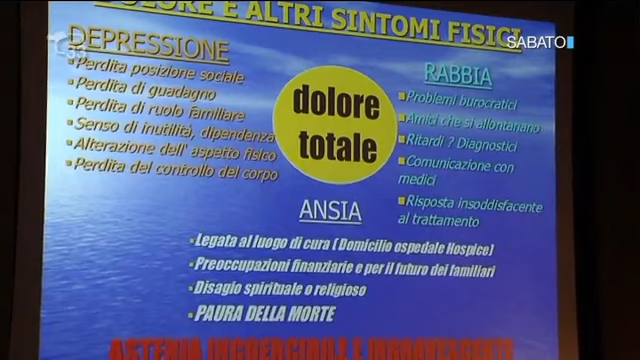 DOLORE E ALTRI SINTOMI FISICI
SABATO
DEPRESSIONE
Perdita posizione sociale
Perdita di guadagno
Perdita di ruolo familiare
Senso di inutilità, dipendenza
Alterazione dell' aspetto fisico
Perdita del controllo del corpo
dolore
totale
RABBIA
Problemi burocratici
Amici che si allontanano
Ritardi ? Diagnostici
Comunicazione con
medici
Risposta insoddisfacente
al trattamento
ANSIA
Legata al luogo di cura ( Domicilio ospedale Hospice)
Preoccupazioni finanziarie e per il futuro dei familiari
Disagio spirituale o religioso
PAURA DELLA MORTE
ASTENIA E